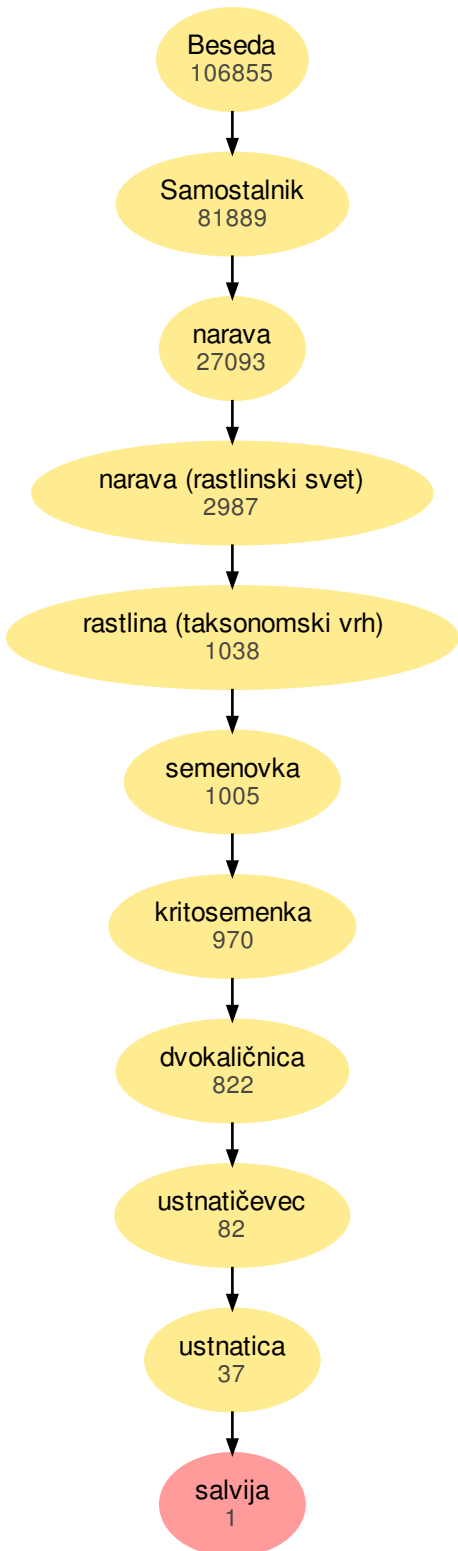 Beseda
106855
Samostalnik
81889
narava
27093
narava (rastlinski svet)
2987
rastlina (taksonomski vrh)
1038
semenovka
1005
kritosemenka
970
dvokaličnica
822
ustnatičevec
82
ustnatica
37
salvija
1